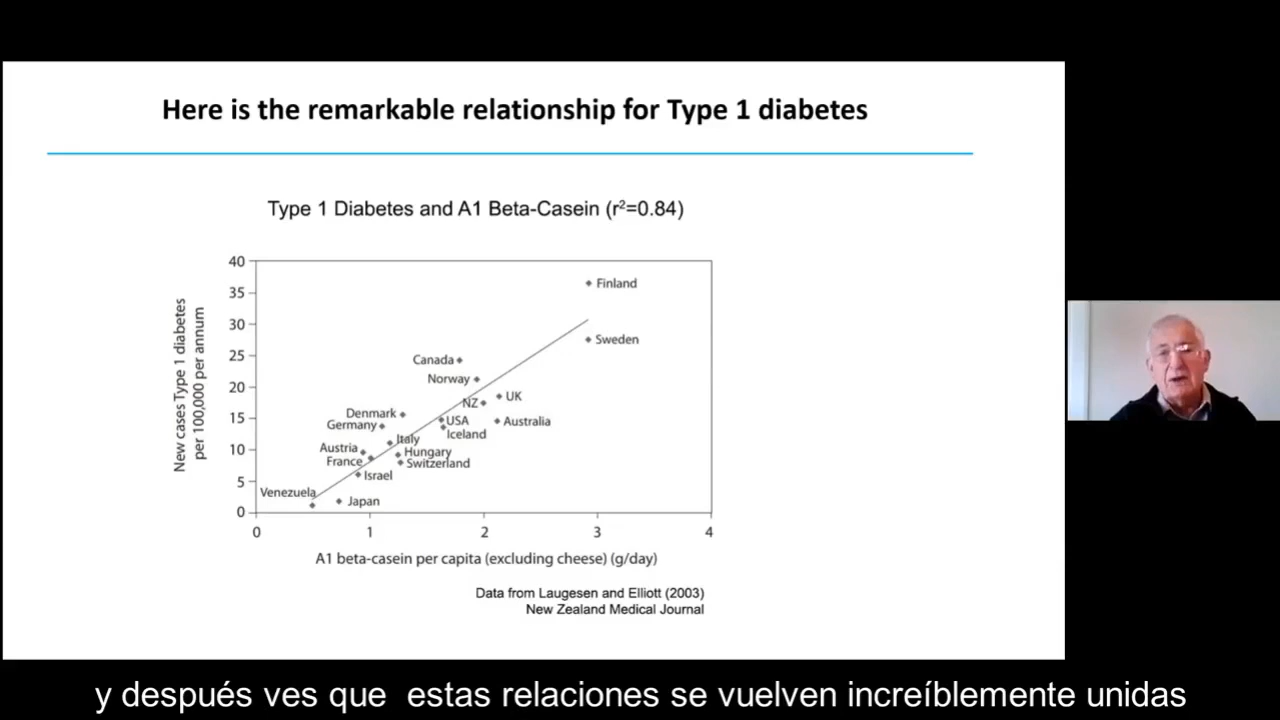 Here is the remarkable relationship for Type 1 diabetes
Type 1 Diabetes and A1 Beta-Casein (r²=0.84)
New cases Type 1 diabetes
per 100,000 per annum
40
35
30
25
20
15
10
5
0
Finland
Sweden
Canada
Norway
UK
NZ
Denmark
USA
Australia
Germany
Iceland
Italy
Austria
Hungary
France
Switzerland
Israel
Venezuela
Japan
0 1 2 3 4
A1 beta-casein per capita (excluding cheese) (g/day)
Data from Laugesen and Elliott (2003)
New Zealand Medical Journal
y después ves que estas relaciones se vuelven increíblemente unidas